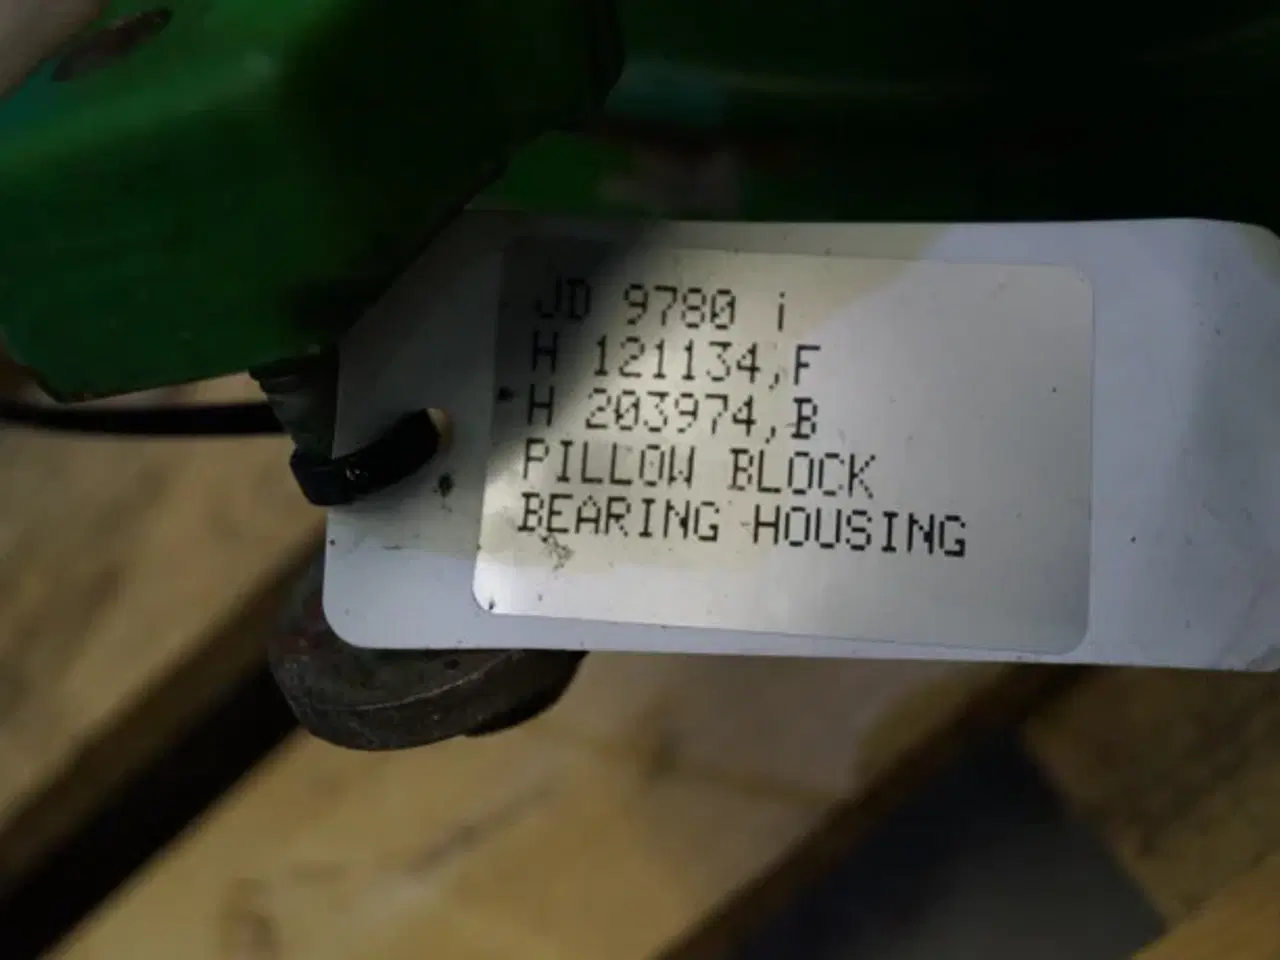 JD 9780 i
H 121134,F
H 203974,B
PILLOW BLOCK
BEARING HOUSING